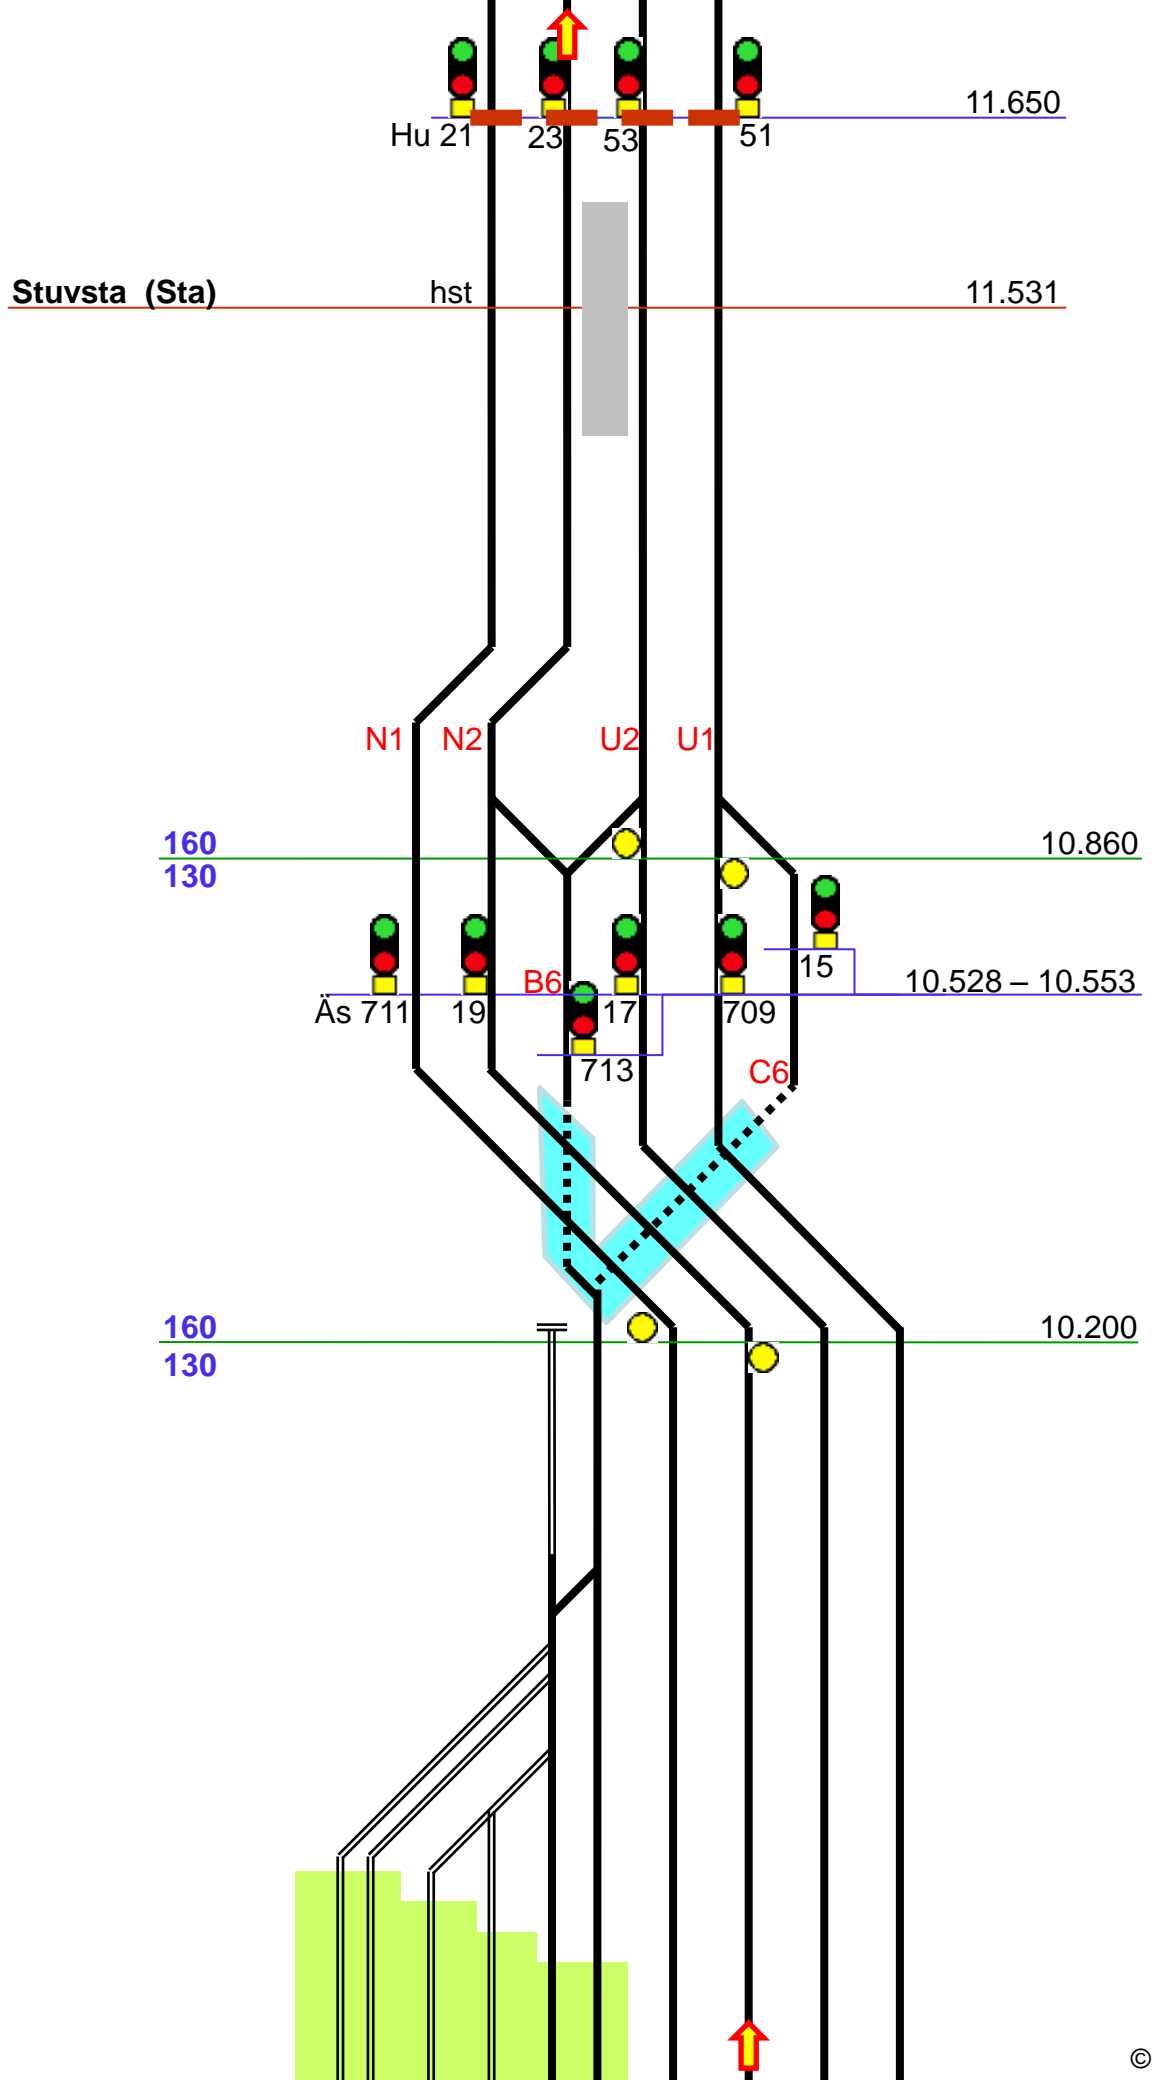 11.650
Hu 21 23 53 51
Stuvsta (Sta) hst 11.531
N1 N2 U2 U1
160 10.860
130
15
B6 10.528 – 10.553
Äs 711 19 17 709
713 C6
160 10.200
130
©